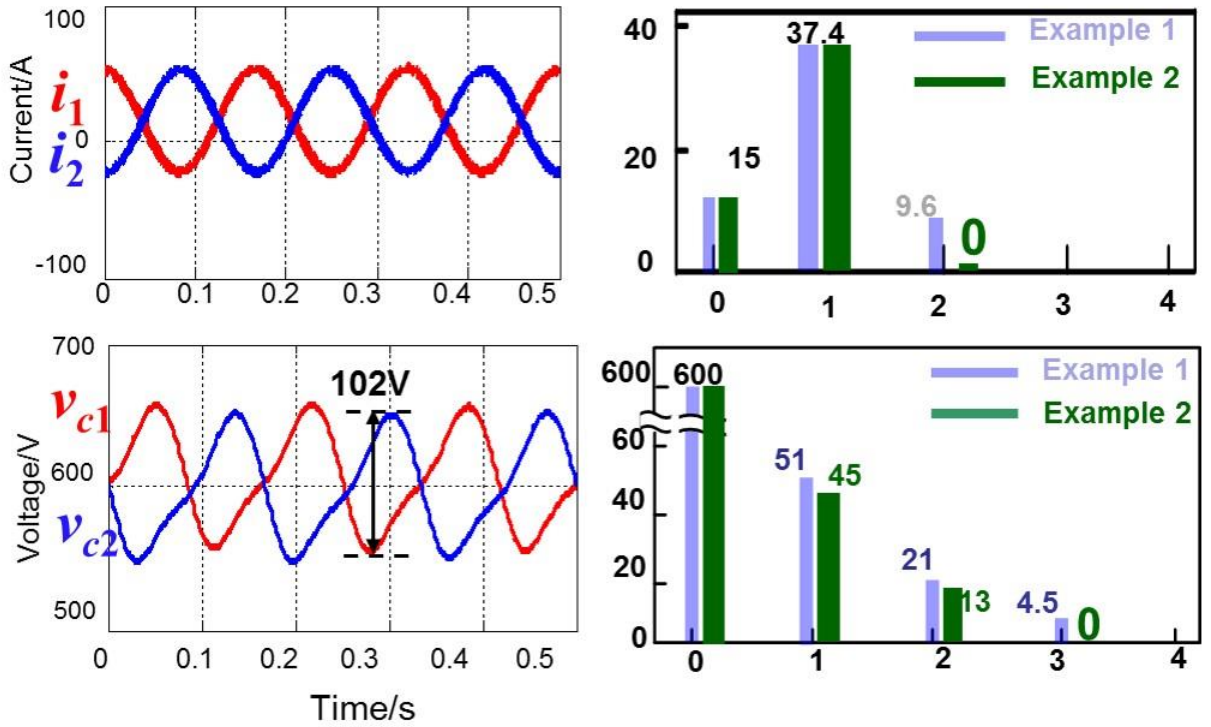 100
Current/A
i1
0
i2
-100
0 0.1 0.2 0.3 0.4 0.5
40
37.4
Example 1
Example 2
20
15
9.6
0
0
0 1 2 3 4
700
102V
vc1
600
Voltage/V
vc2
500
0 0.1 0.2 0.3 0.4 0.5
Time/s
600
600
Example 1
Example 2
60
51
45
40
21
20
13
4.5
0
0
0 1 2 3 4